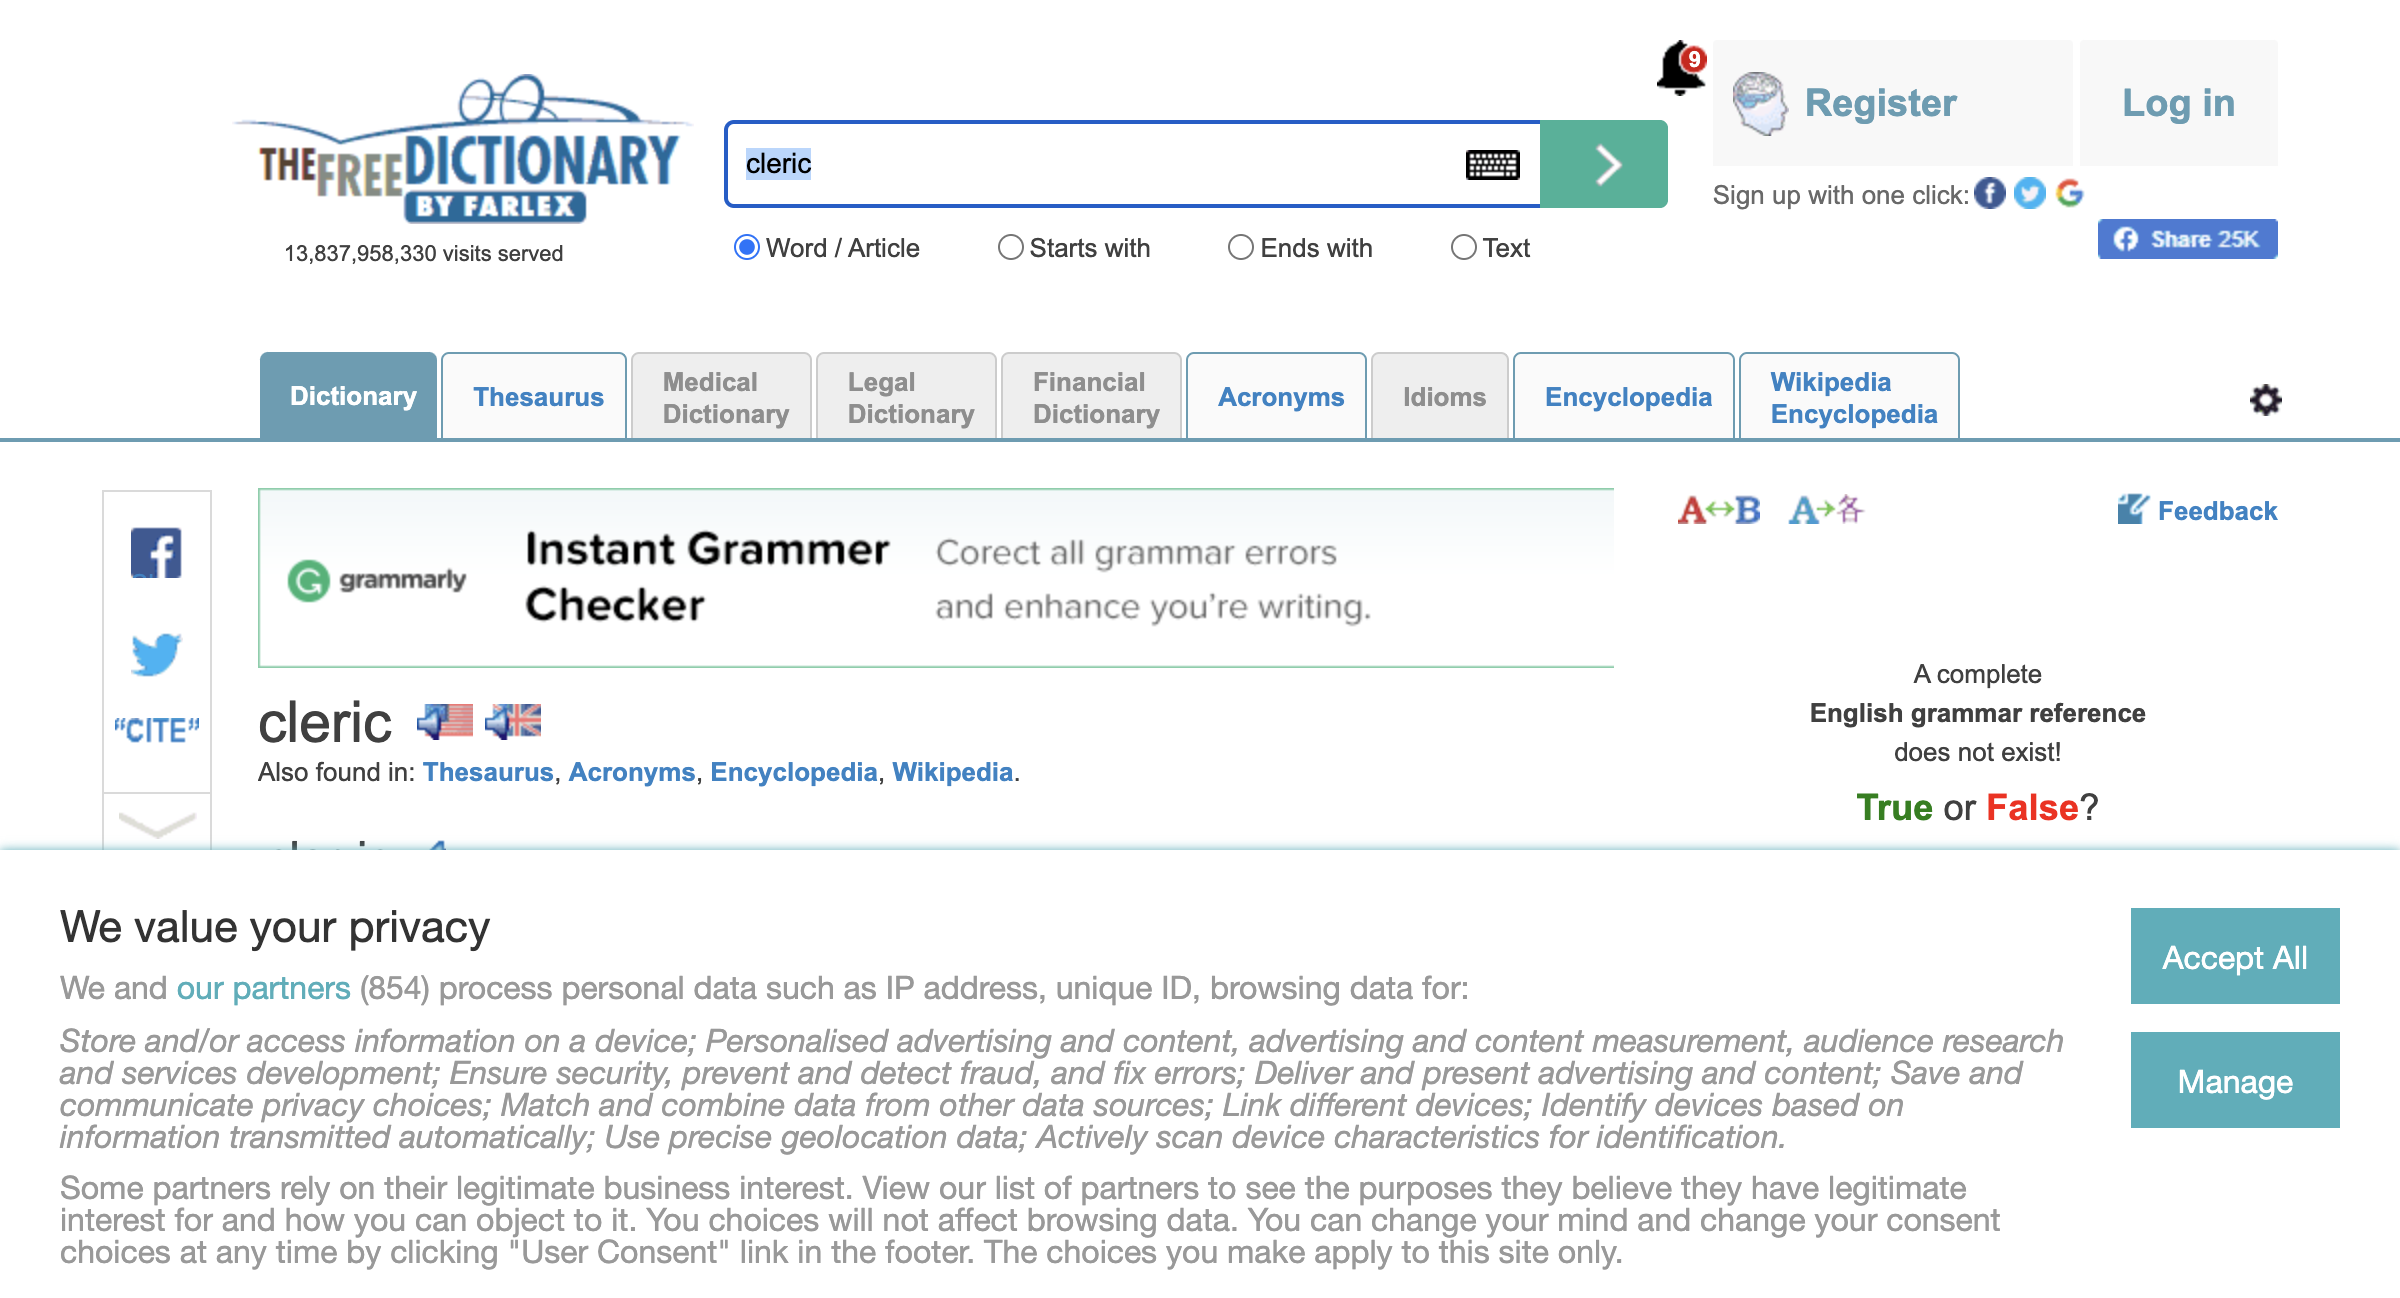 THE FREE DICTIONARY
BY FARLEX
13,837,958,330 visits served
cleric
Word / Article
Starts with
Ends with
Text
9
Register
Log in
Sign up with one click:
Share 25K
Dictionary
Thesaurus
Medical
Dictionary
Legal
Dictionary
Financial
Dictionary
Acronyms
Idioms
Encyclopedia
Wikipedia
Encyclopedia
"CITE"
grammarly
Instant Grammer
Checker
Corect all grammar errors
and enhance you're writing.
A↔B
A→各
Feedback
cleric
Also found in: Thesaurus, Acronyms, Encyclopedia, Wikipedia.
A complete
English grammar reference
does not exist!
True or False?
We value your privacy
We and our partners (854) process personal data such as IP address, unique ID, browsing data for:
Store and/or access information on a device; Personalised advertising and content, advertising and content measurement, audience research
and services development; Ensure security, prevent and detect fraud, and fix errors; Deliver and present advertising and content; Save and
communicate privacy choices; Match and combine data from other data sources; Link different devices; Identify devices based on
information transmitted automatically; Use precise geolocation data; Actively scan device characteristics for identification.
Some partners rely on their legitimate business interest. View our list of partners to see the purposes they believe they have legitimate
interest for and how you can object to it. You choices will not affect browsing data. You can change your mind and change your consent
choices at any time by clicking "User Consent" link in the footer. The choices you make apply to this site only.
Accept All
Manage